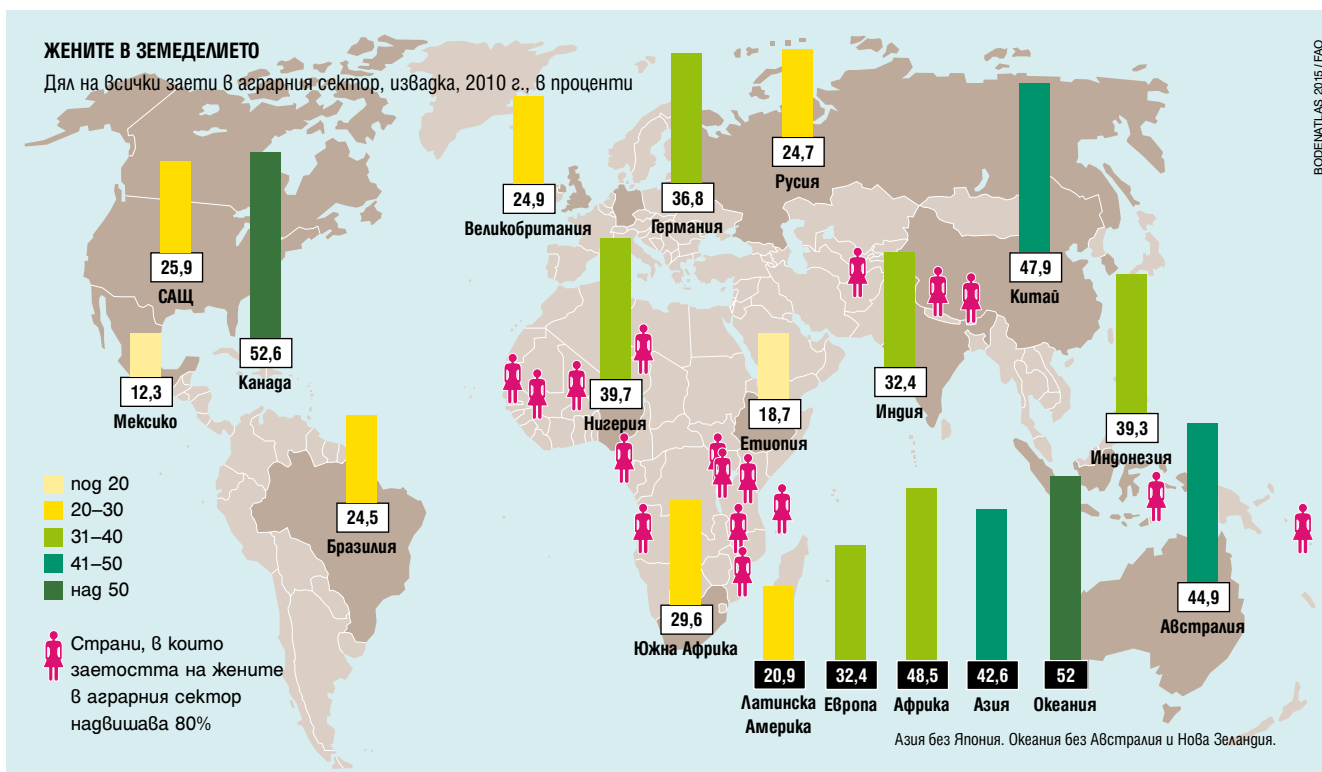 ЖЕНИТЕ В ЗЕМЕДЕЛИЕТО
Дял на всички заети в аграрния сектор, извадка, 2010 г., в проценти
BODENATLAS 2015 / FAO
24,7
Русия
24,9
Великобритания
36,8
Германия
25,9
САЩ
47,9
Китай
52,6
Канада
12,3
Мексико
39,7
Нигерия
18,7
Етиопия
32,4
Индия
39,3
Индонезия
24,5
Бразилия
44,9
Австралия
29,6
Южна Африка
под 20
20–30
31–40
41–50
над 50
Страни, в които
заетостта на жените
в аграрния сектор
надвишава 80%
20,9
Латинска
Америка
32,4
Европа
48,5
Африка
42,6
Азия
52
Океания
Азия без Япония. Океания без Австралия и Нова Зеландия.